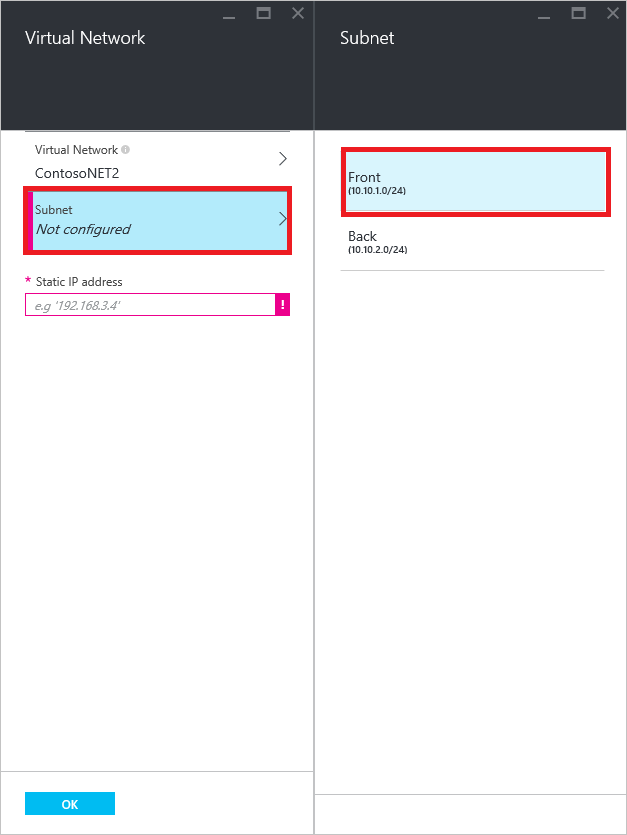 Virtual Network
Virtual Network
ContosoNET2
Subnet
Not configured
* Static IP address
e.g '192.168.3.4'
!
OK
Subnet
Front
(10.10.1.0/24)
Back
(10.10.2.0/24)